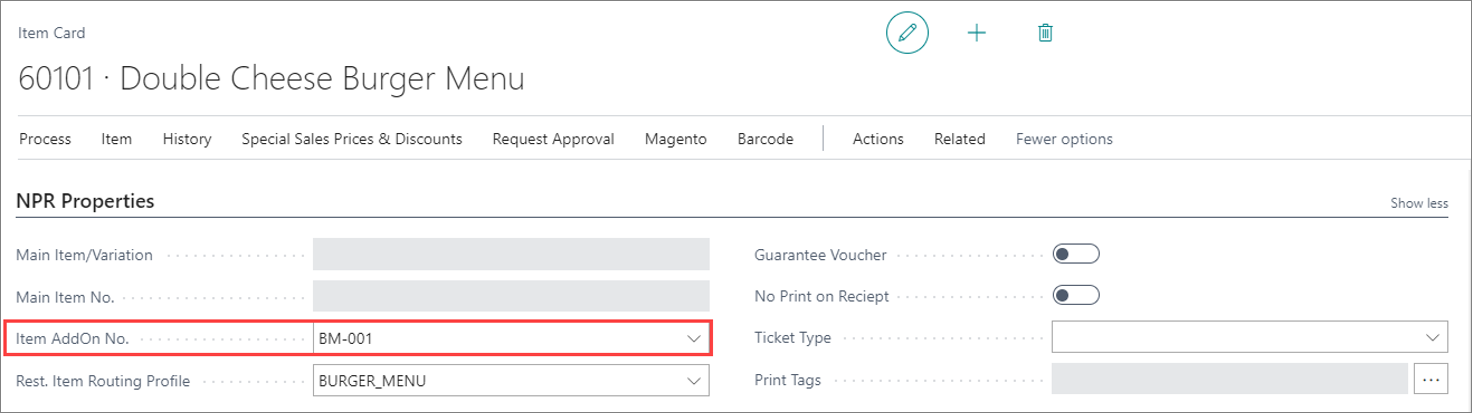 Item Card
60101 · Double Cheese Burger Menu
Process Item History Special Sales Prices & Discounts Request Approval Magento Barcode Actions Related Fewer options
NPR Properties Show less
Main Item/Variation Guarantee Voucher
Main Item No. No Print on Reciept
Item AddOn No. BM-001 Ticket Type
Rest. Item Routing Profile BURGER_MENU Print Tags ...